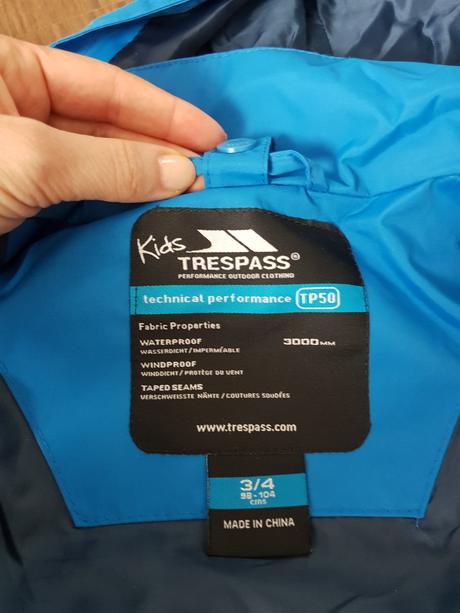 Kids
TRESPASS®
PERFORMANCE OUTDOOR CLOTHING
technical performance TP50
Fabric Properties
WATERPROOF 3000MM
WASSERDICHT/IMPERMÉABLE
WINDPROOF
WINDDICHT/PROTÈGE DU VENT
TAPED SEAMS
VERSCHWEISSTE NÄHTE/COUTURES SOUDÉES
www.trespass.com
3/4
98-104
cms
MADE IN CHINA